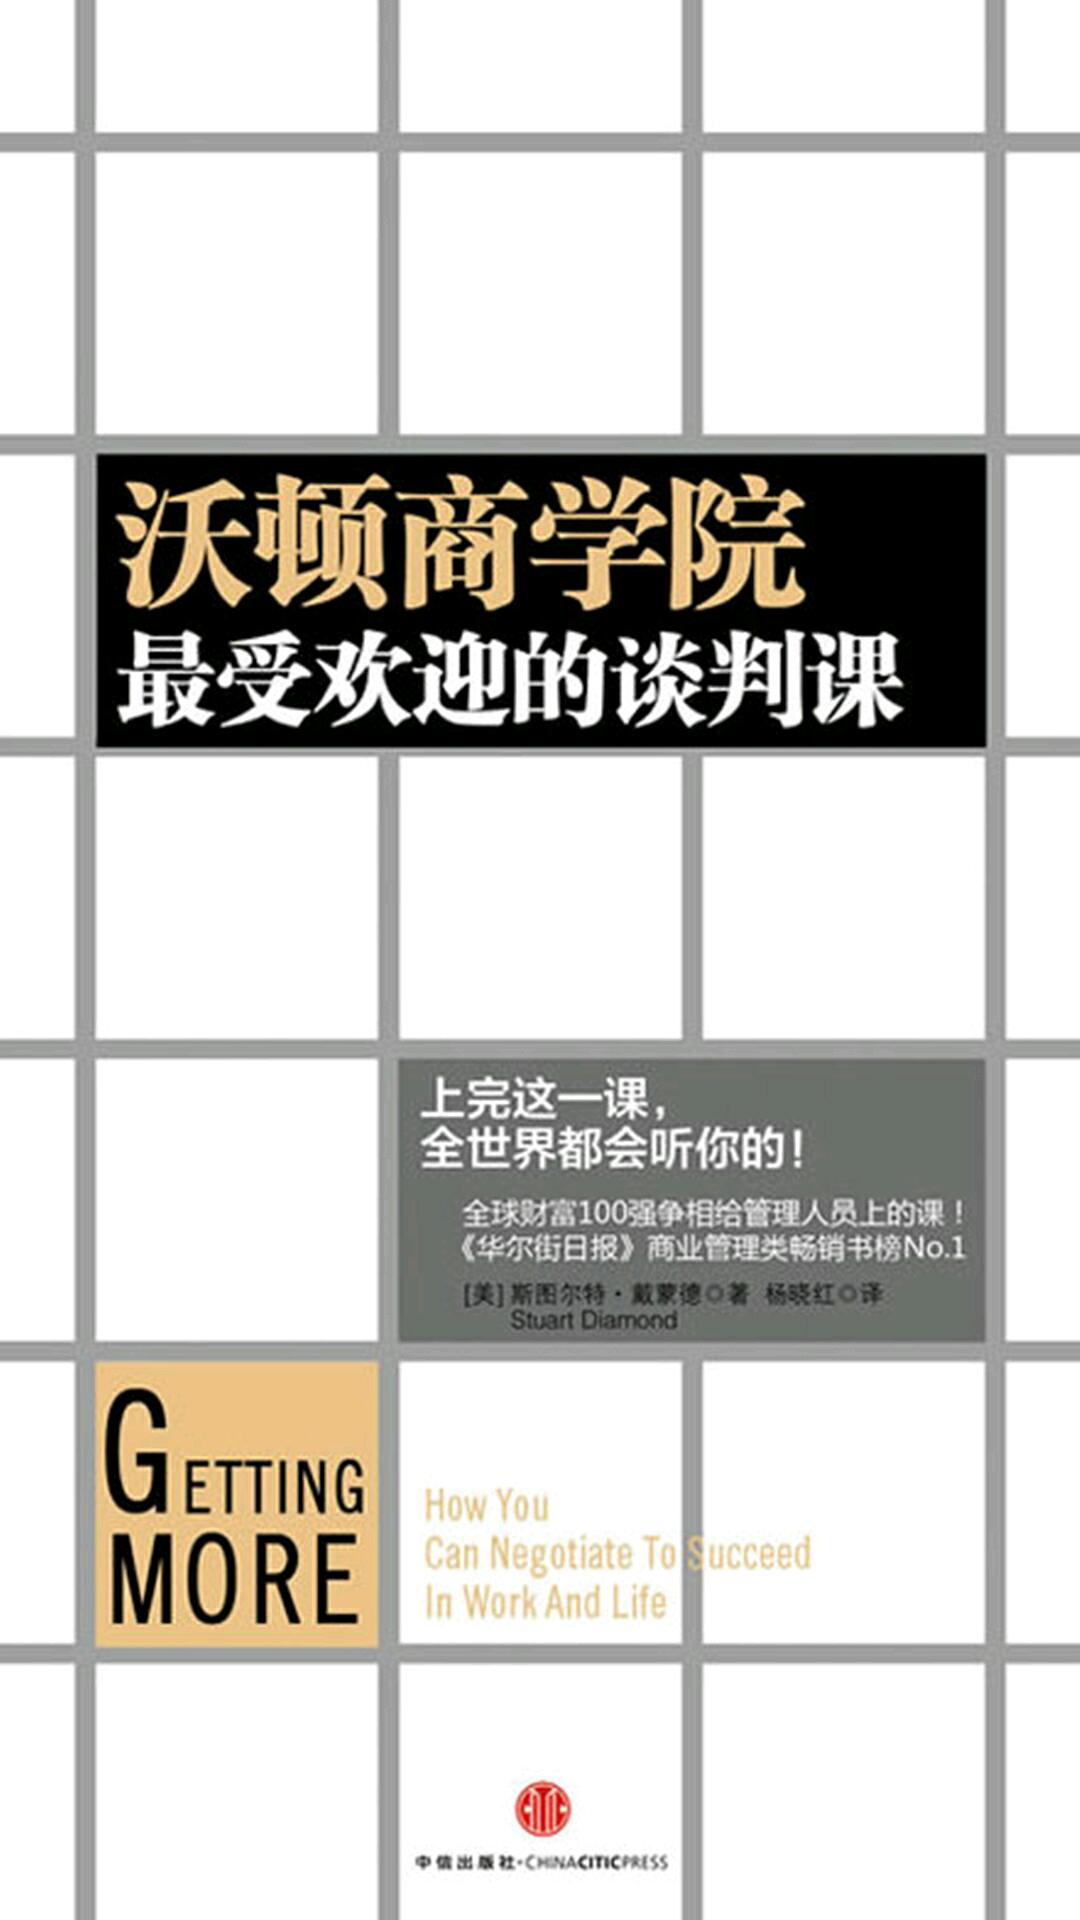 沃顿商学院
最受欢迎的谈判课
上完这一课，
全世界都会听你的！
全球财富100强争相给管理人员上的课！
《华尔街日报》商业管理类畅销书榜No.1
[美] 斯图尔特·戴蒙德◎著 杨晓红◎译
Stuart Diamond
GETTING
MORE
How You
Can Negotiate To Succeed
In Work And Life
中信出版社·CHINACITICPRESS